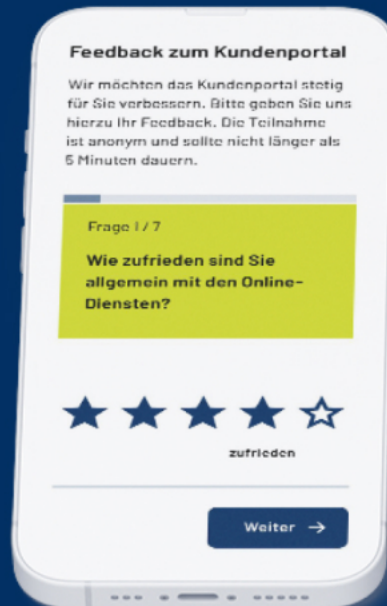 Feedback zum Kundenportal
Wir möchten das Kundenportal stetig
für Sie verbessern. Bitte geben Sie uns
hierzu Ihr Feedback. Die Teilnahme
ist anonym und sollte nicht länger als
5 Minuten dauern.
Frage 1 / 7
Wie zufrieden sind Sie
allgemein mit den Online-
Diensten?
zufrieden
Weiter →